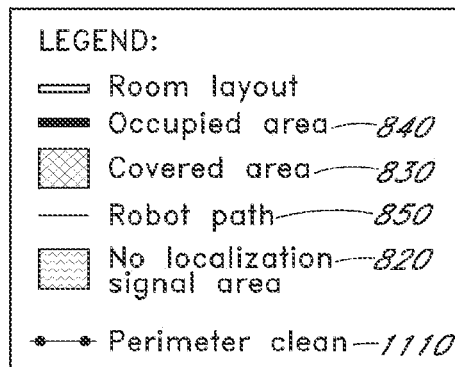 LEGEND:
Room layout
Occupied area 840
Covered area 830
Robot path 850
No localization 820
signal area
Perimeter clean 1110